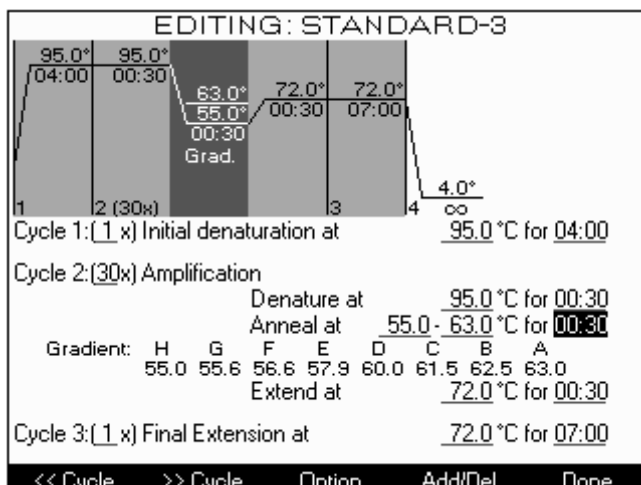 EDITING: STANDARD-3
95.0° 95.0°
04:00 00:30
63.0° 72.0° 72.0°
55.0° 00:30 07:00
00:30
Grad.
4.0°
1 2 (30x) 3 4 ∞
Cycle 1:( 1 x) Initial denaturation at 95.0 °C for 04:00
Cycle 2:(30x) Amplification
Denature at 95.0 °C for 00:30
Anneal at 55.0 - 63.0 °C for 00:30
Gradient: H G F E D C B A
55.0 55.6 56.6 57.9 60.0 61.5 62.5 63.0
Extend at 72.0 °C for 00:30
Cycle 3:( 1 x) Final Extension at 72.0 °C for 07:00
<< Cycle >> Cycle Option Add/Del Done